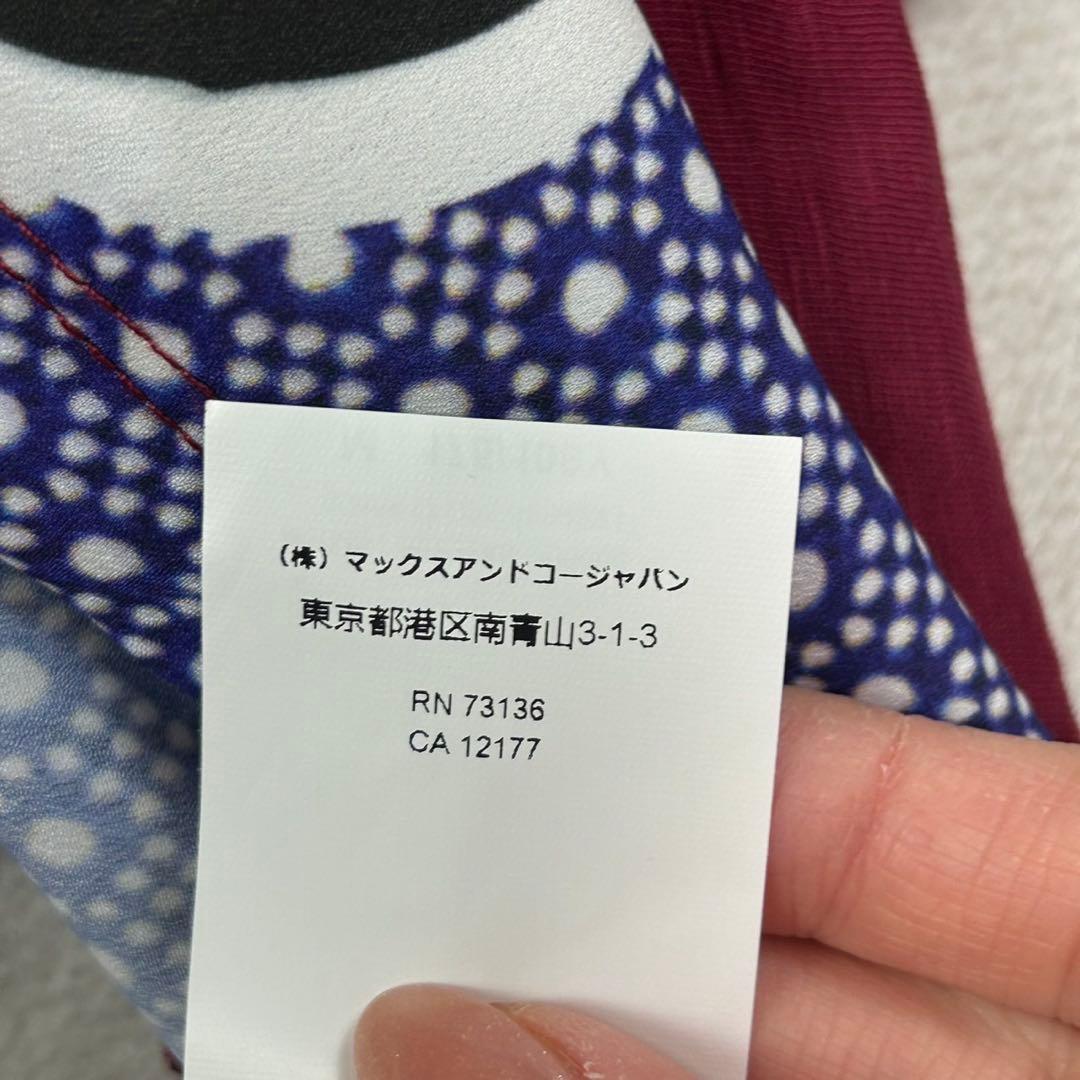 （株）マックスアンドコージャパン
東京都港区南青山3-1-3
RN 73136
CA 12177